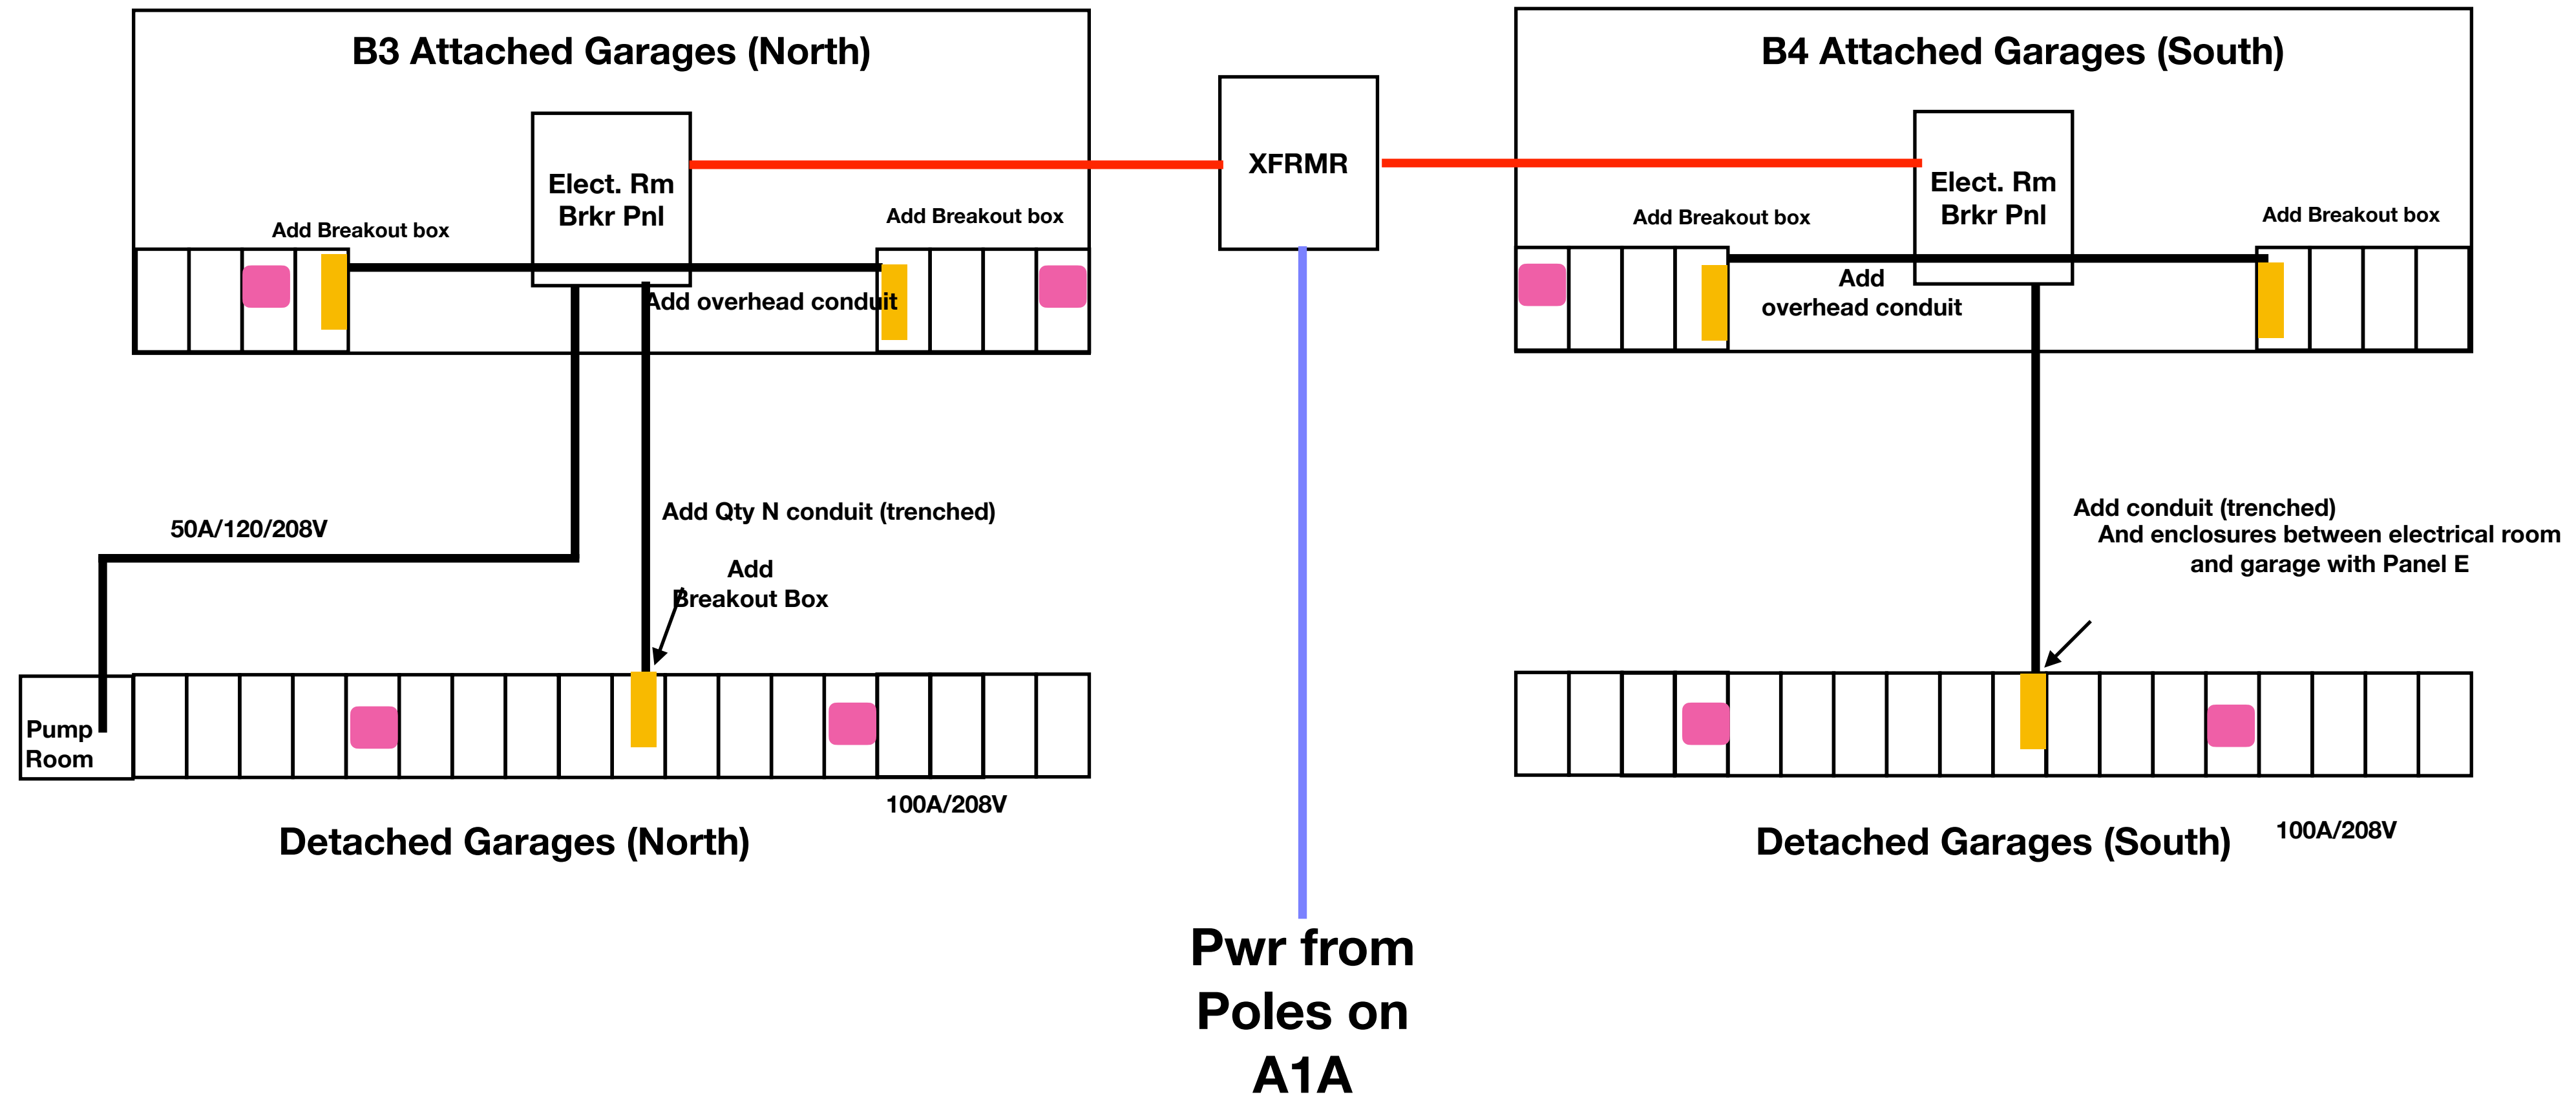 B3 Attached Garages (North)
B4 Attached Garages (South)
XFRMR
Elect. Rm
Brkr Pnl
Elect. Rm
Brkr Pnl
Add Breakout box
Add Breakout box
Add Breakout box
Add Breakout box
Add overhead conduit
Add
overhead conduit
50A/120/208V
Add Qty N conduit (trenched)
Add
Breakout Box
Add conduit (trenched)
And enclosures between electrical room
and garage with Panel E
Pump
Room
100A/208V
Detached Garages (North)
Detached Garages (South)
100A/208V
Pwr from
Poles on
A1A